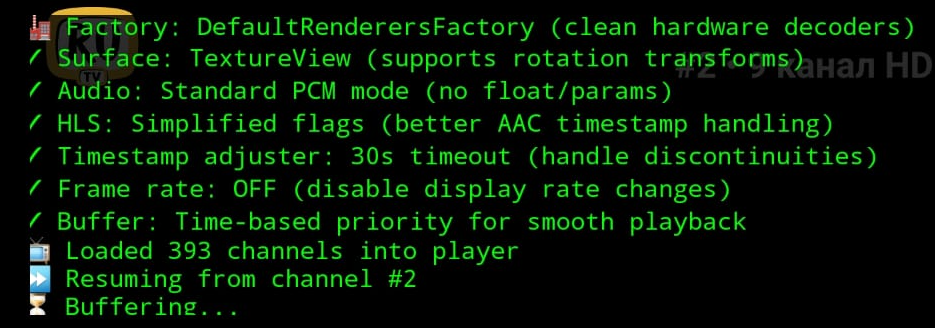 🏭 Factory: DefaultRenderersFactory (clean hardware decoders)
✓ Surface: TextureView (supports rotation transforms)
#2 • 9 канал HD
✓ Audio: Standard PCM mode (no float/params)
✓ HLS: Simplified flags (better AAC timestamp handling)
✓ Timestamp adjuster: 30s timeout (handle discontinuities)
✓ Frame rate: OFF (disable display rate changes)
✓ Buffer: Time-based priority for smooth playback
📺 Loaded 393 channels into player
⏩ Resuming from channel #2
⏳ Buffering...
KU
TV